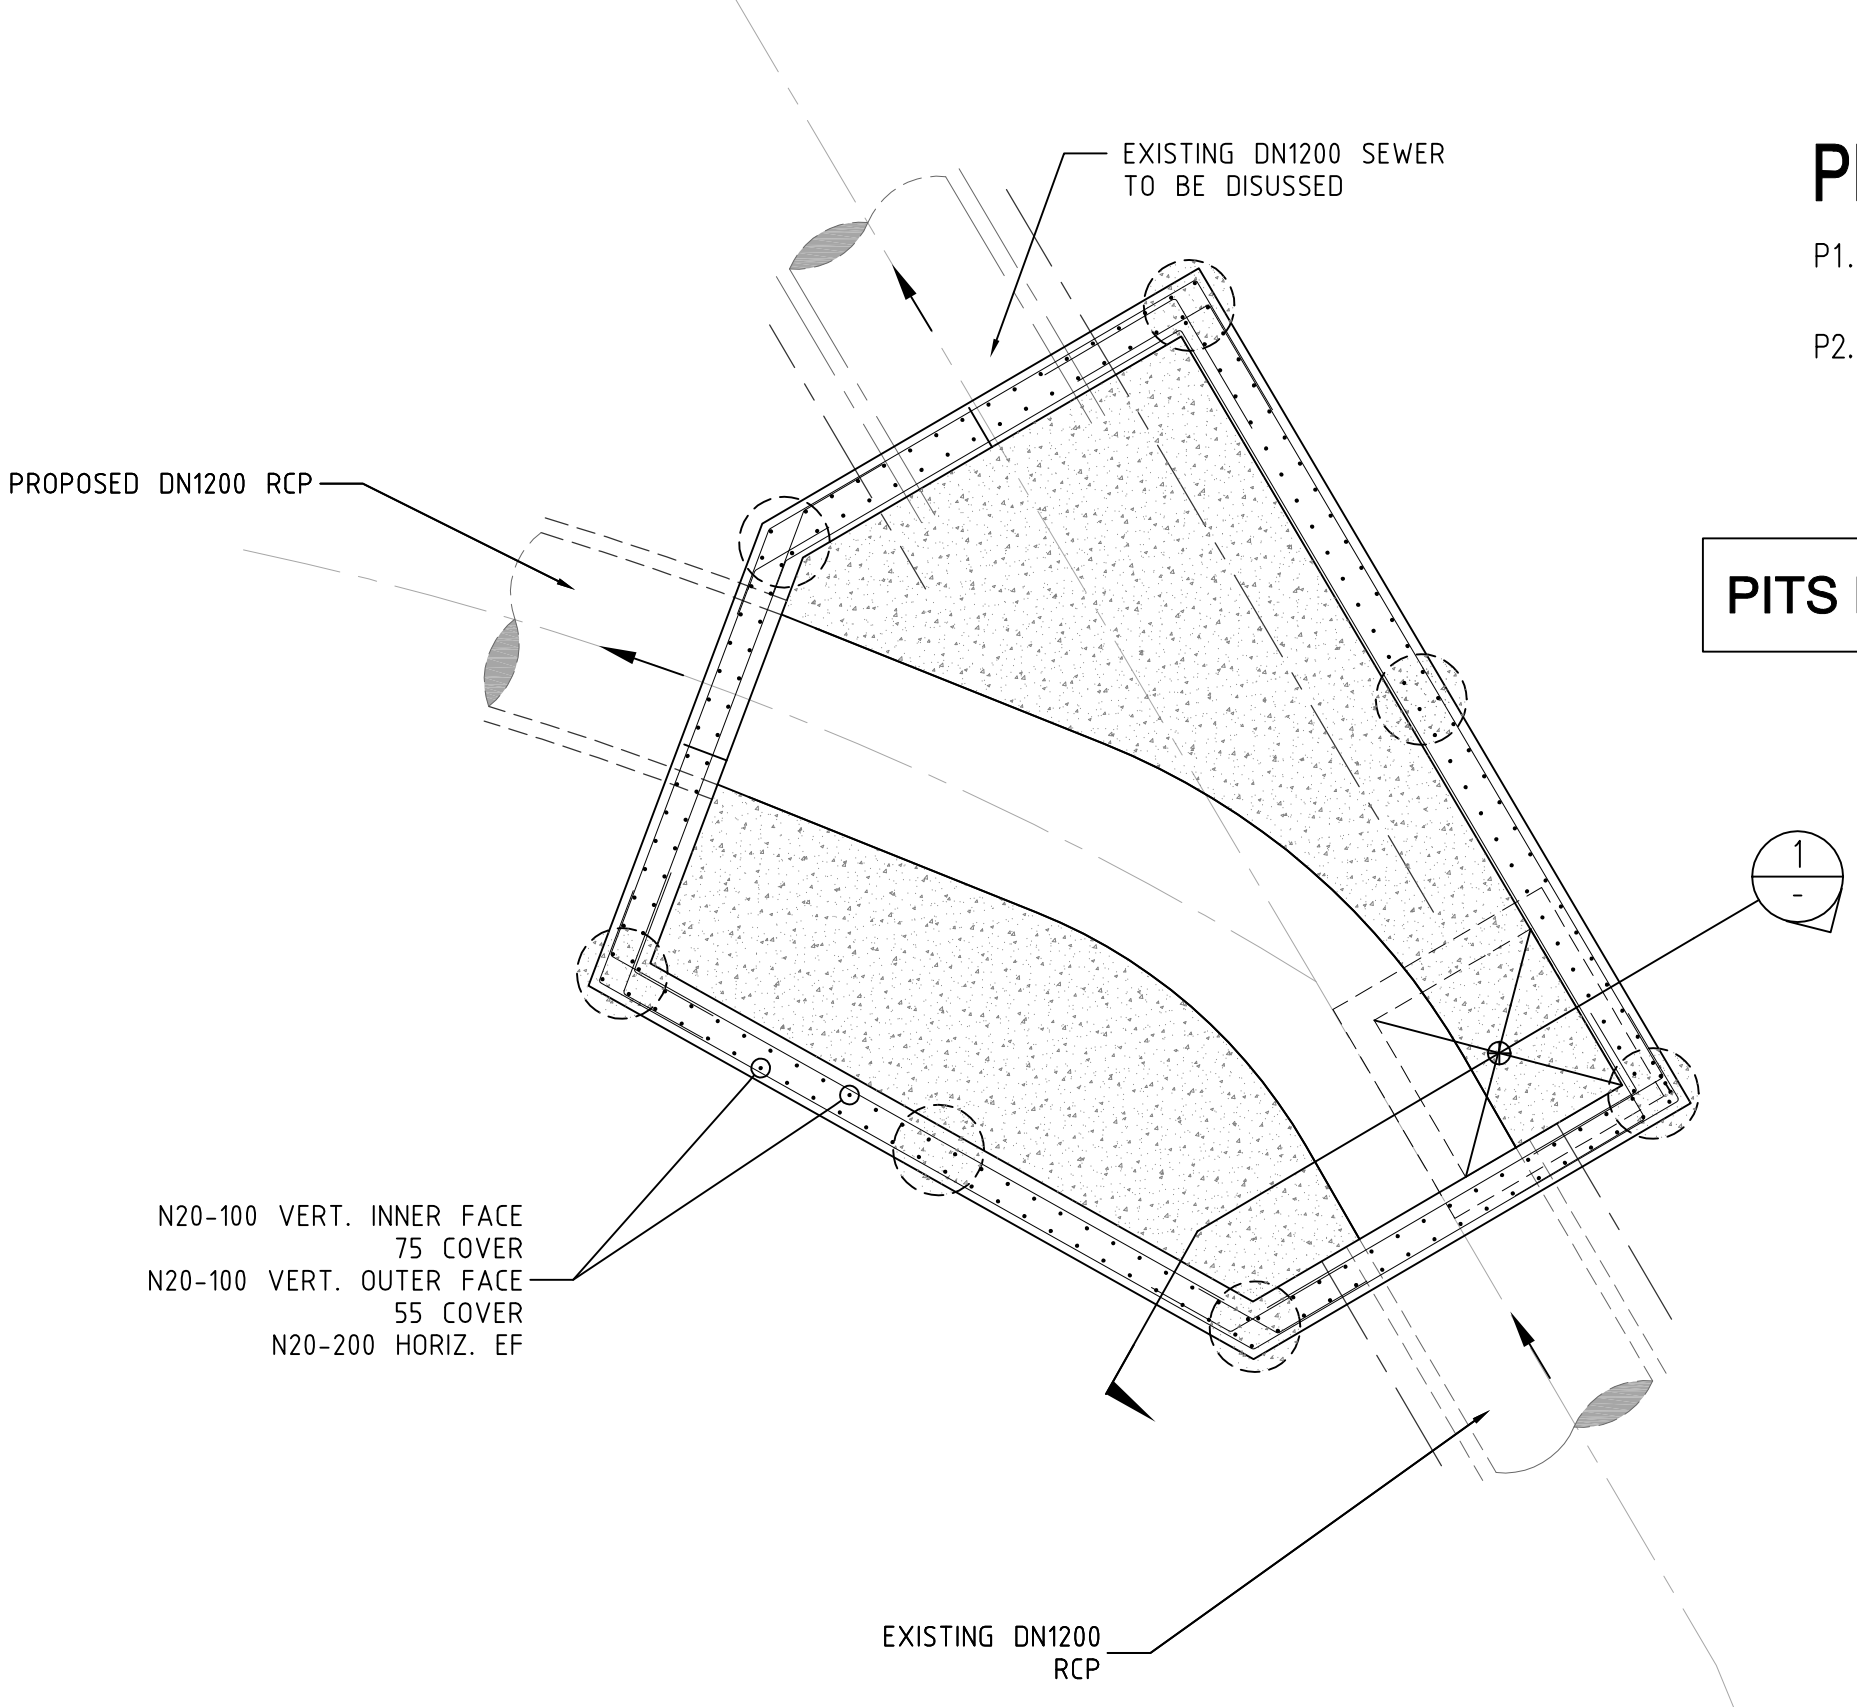 EXISTING DN1200 SEWER
TO BE DISUSSED
P1.
P2.
PROPOSED DN1200 RCP
PITS
1
-
N20-100 VERT. INNER FACE
75 COVER
N20-100 VERT. OUTER FACE
55 COVER
N20-200 HORIZ. EF
EXISTING DN1200
RCP